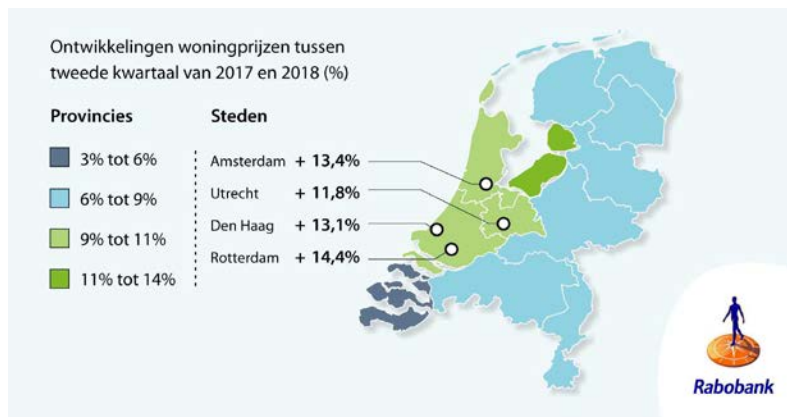 Ontwikkelingen woningprijzen tussen
tweede kwartaal van 2017 en 2018 (%)
Provincies
3% tot 6%
6% tot 9%
9% tot 11%
11% tot 14%
Steden
Amsterdam + 13,4%
Utrecht + 11,8%
Den Haag + 13,1%
Rotterdam + 14,4%
Rabobank